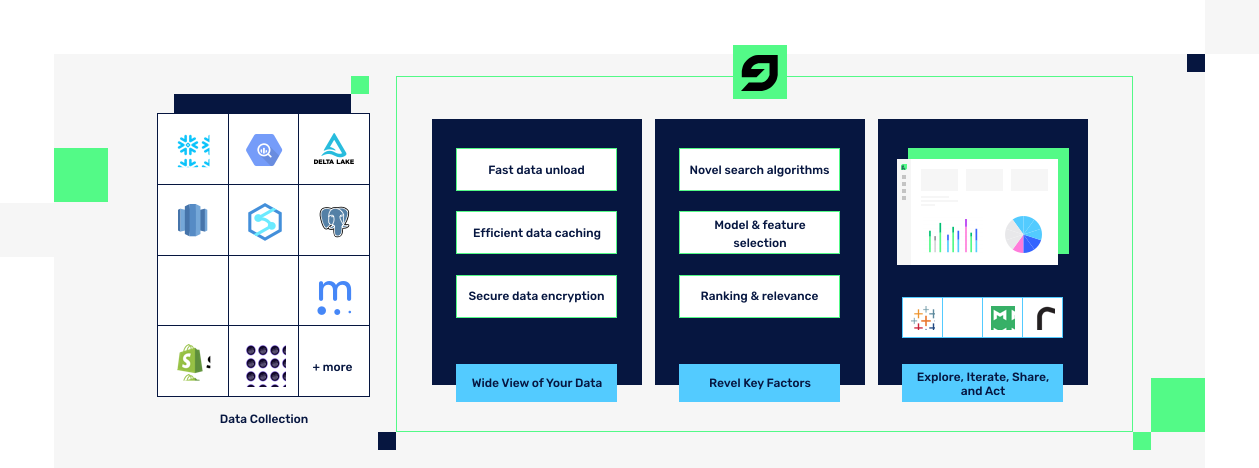 DELTA LAKE
m
S
+ more
Data Collection
Fast data unload
Efficient data caching
Secure data encryption
Wide View of Your Data
Novel search algorithms
Model & feature
selection
Ranking & relevance
Revel Key Factors
Explore, Iterate, Share,
and Act